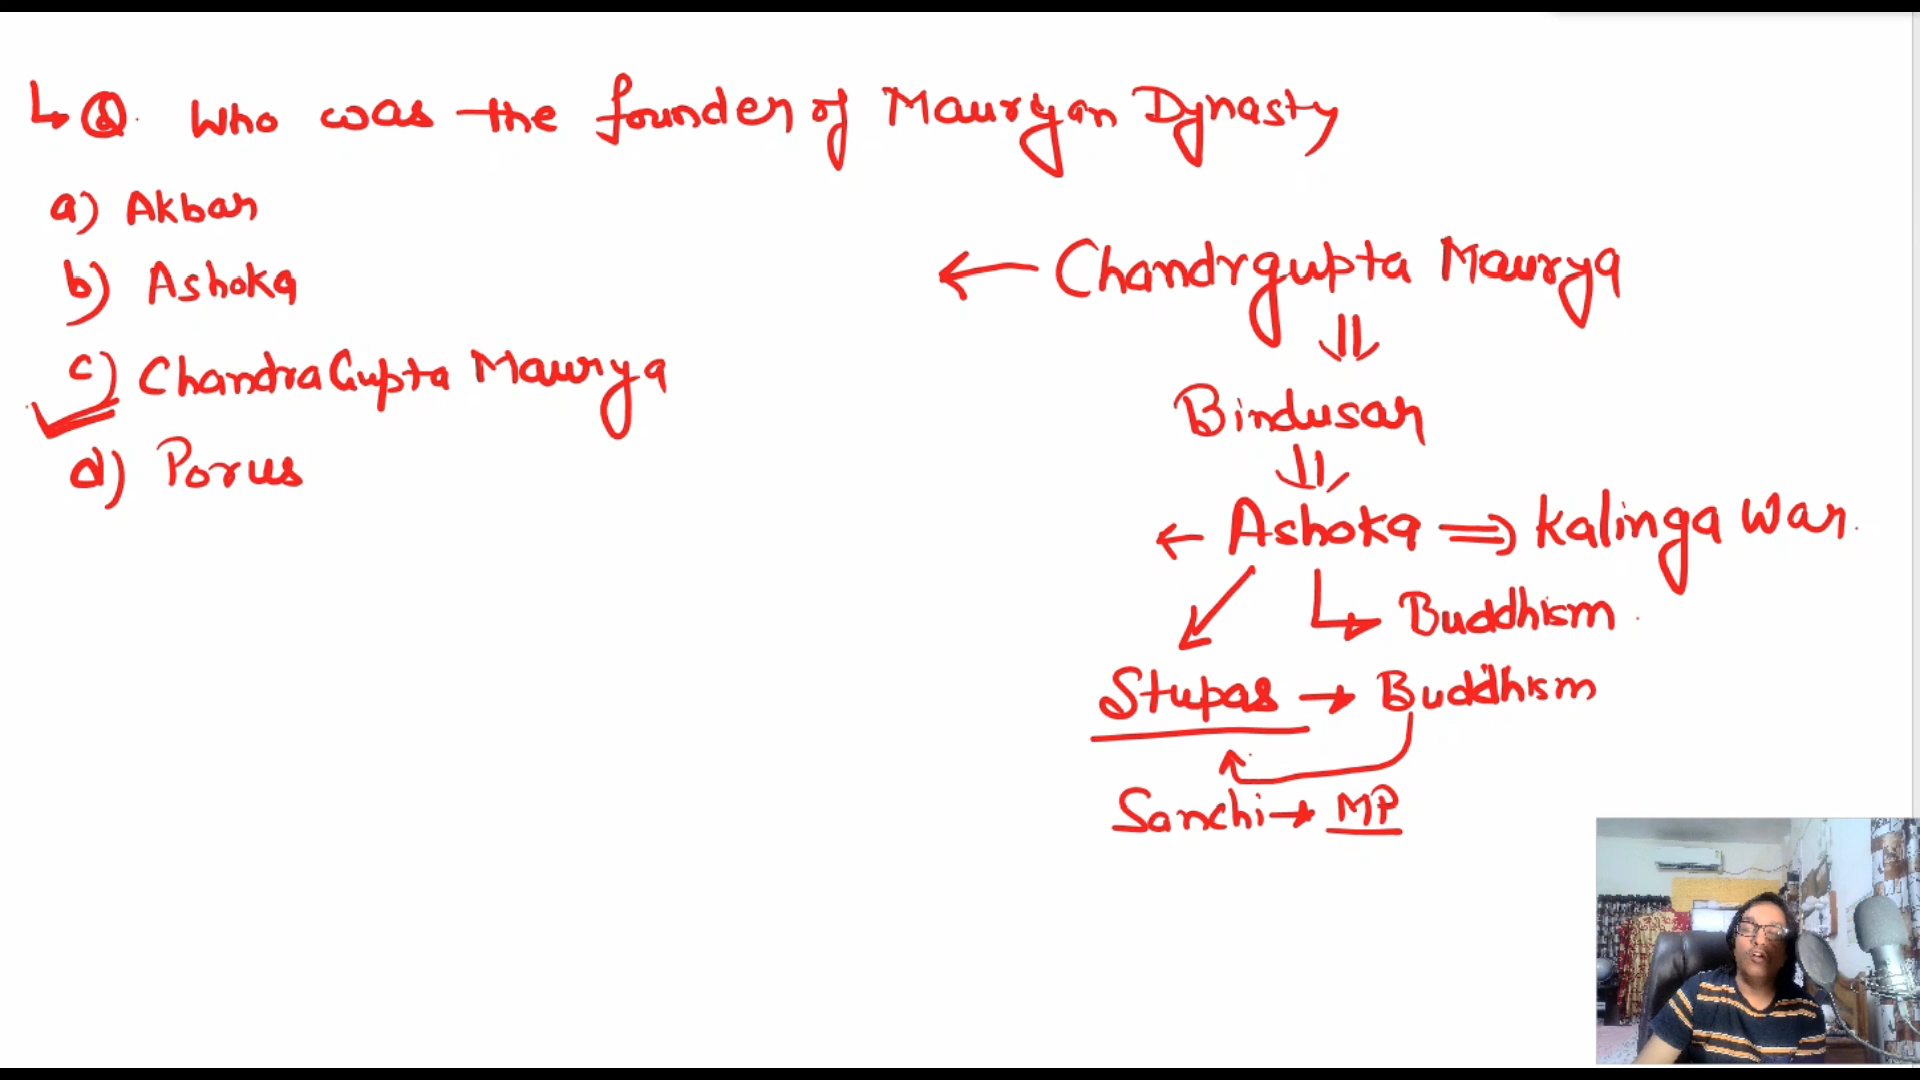 Q. Who was the founder of Mauryan Dynasty
a) Akbar
b) Ashoka
c) ChandraGupta Maurya
d) Porus
← Chandrgupta Maurya
⇓
Bindusar
⇓
← Ashoka ⇒ Kalinga War.
↳ Buddhism
Stupas → Buddhism
Sanchi → MP